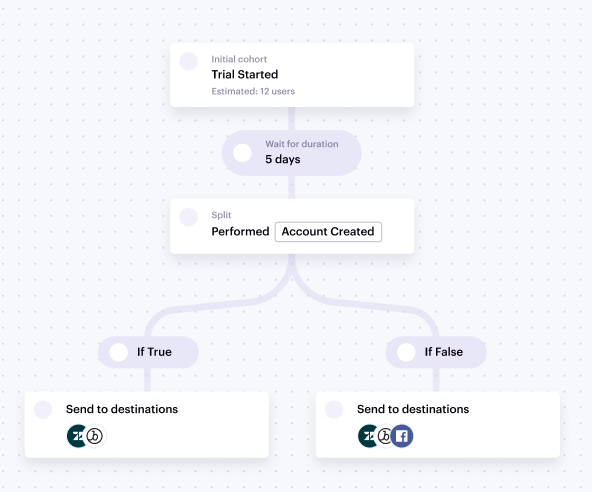 Initial cohort
Trial Started
Estimated: 12 users
Wait for duration
5 days
Split
Performed Account Created
If True
If False
Send to destinations
Send to destinations